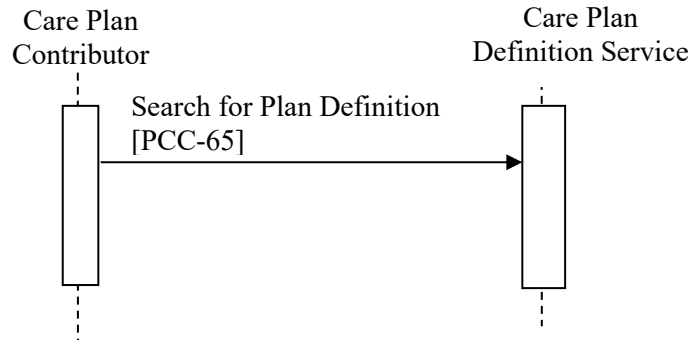 Care Plan
Contributor
Care Plan
Definition Service
Search for Plan Definition
[PCC-65]